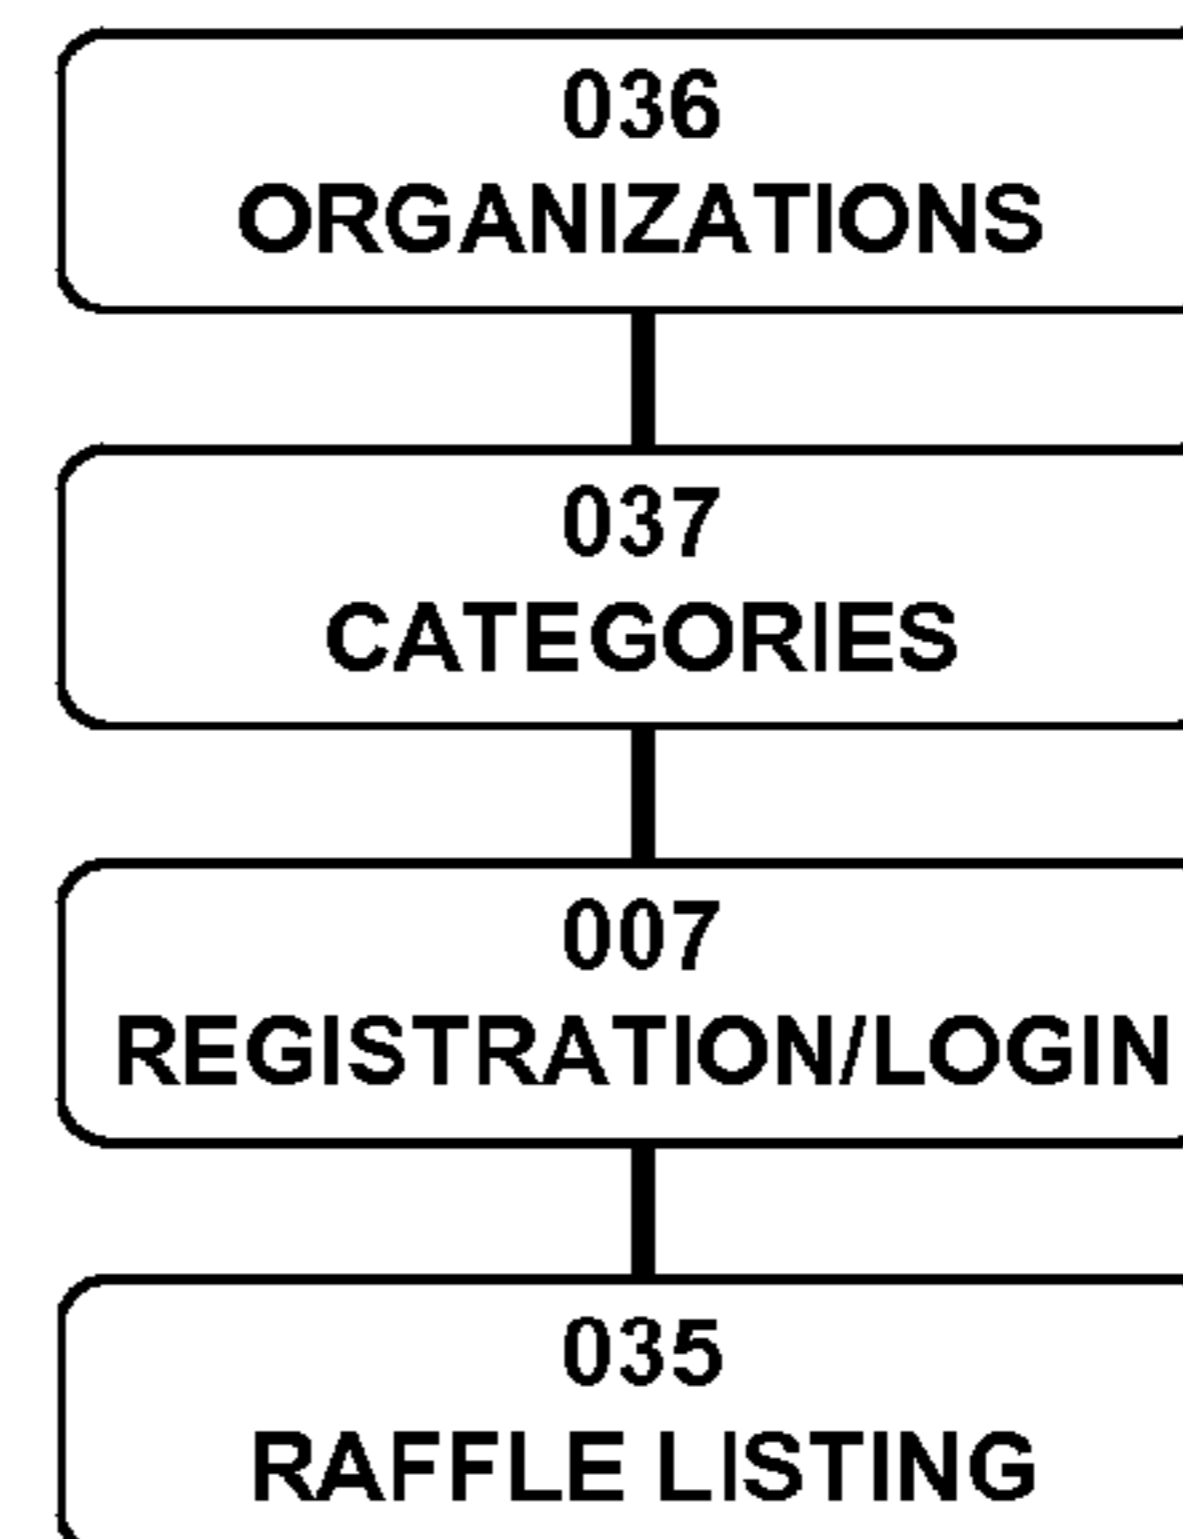 036
ORGANIZATIONS
037
CATEGORIES
007
REGISTRATION/LOGIN
035
RAFFLE LISTING